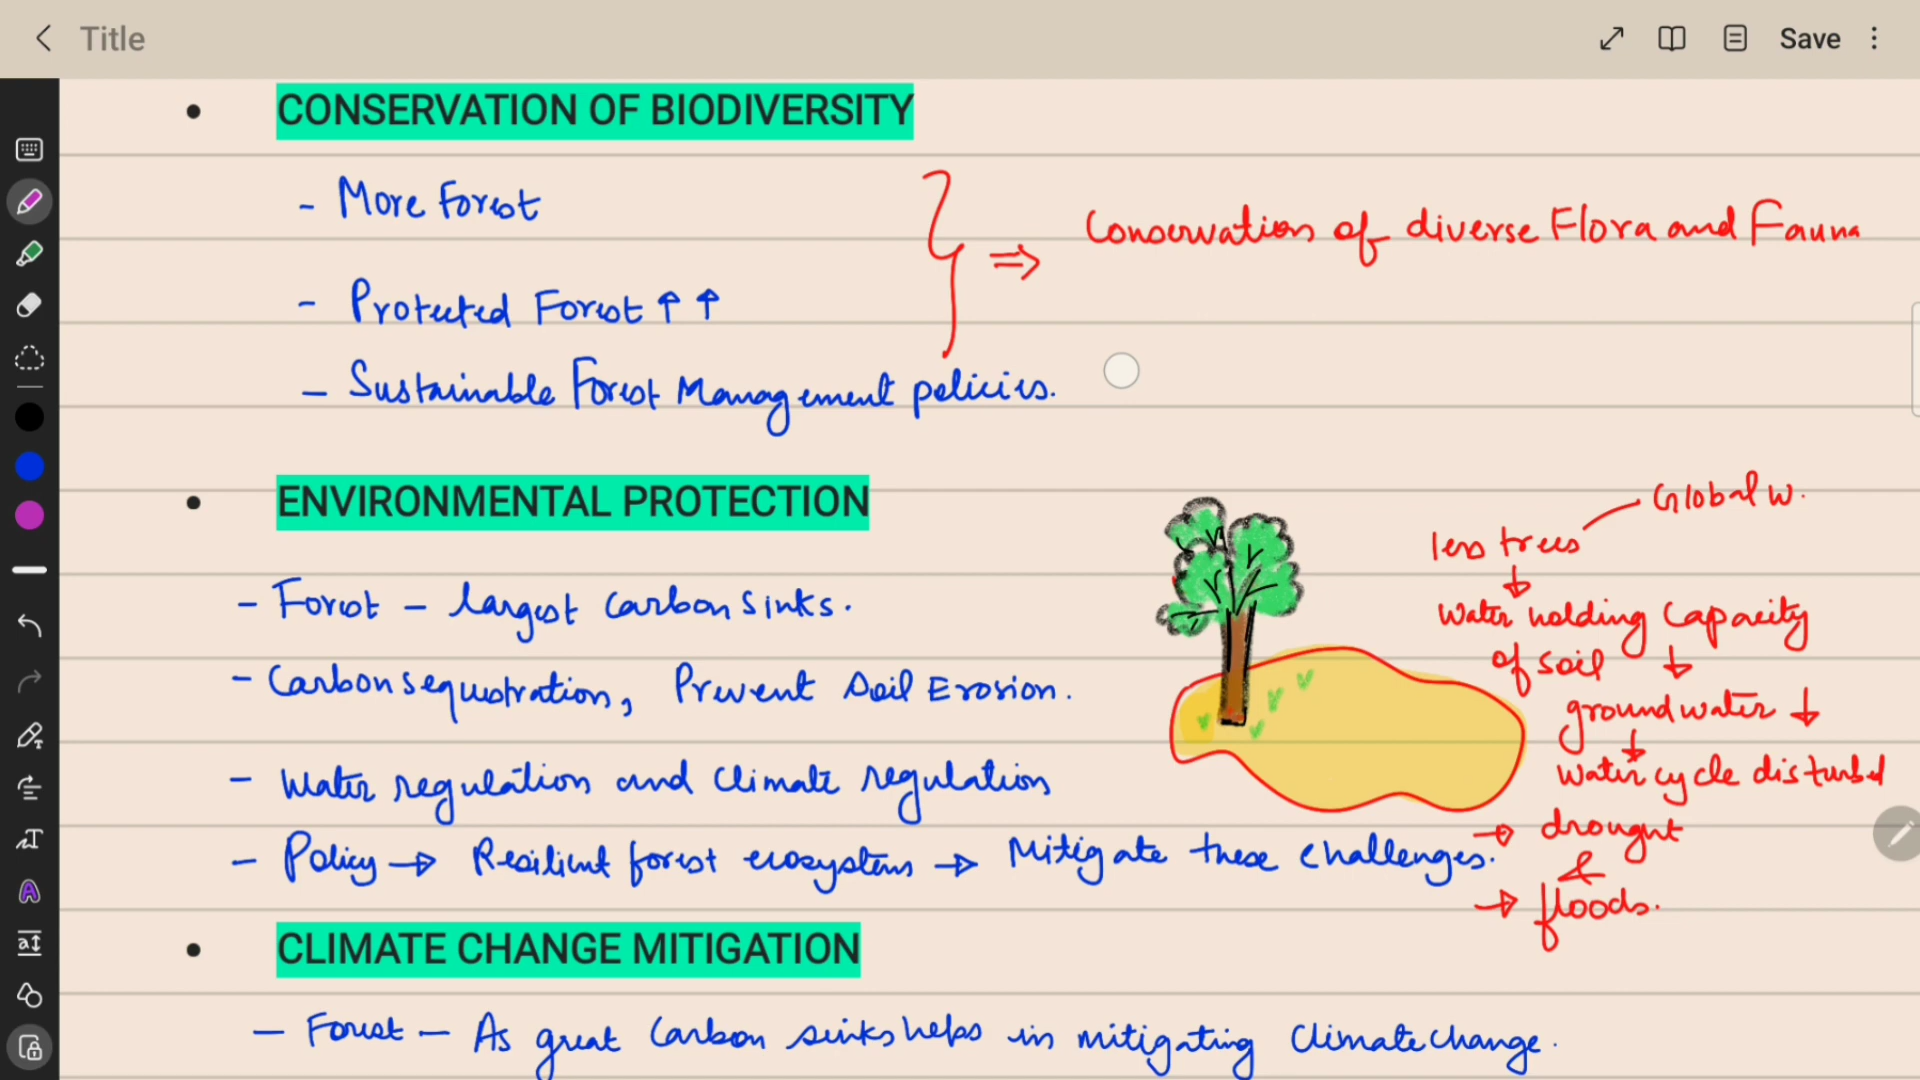 Title
Save
• CONSERVATION OF BIODIVERSITY
- More Forest
- Protected Forest ↑ ↑
- Sustainable Forest Management policies.
⇒ Conservation of diverse Flora and Fauna
• ENVIRONMENTAL PROTECTION
- Forest - largest Carbon Sinks.
- Carbon sequstration, Prevent Soil Erosion.
- Water regulation and Climate regulation
- Policy → Resilient forest ecosystem → Mitigate these challenges.
Global W.
less trees
↓
Water holding Capacity
of soil ↓
groundwater ↓
↓
Water cycle disturbed
→ drought
&
→ floods.
• CLIMATE CHANGE MITIGATION
- Forest - As great Carbon sinks helps in mitigating Climate change.